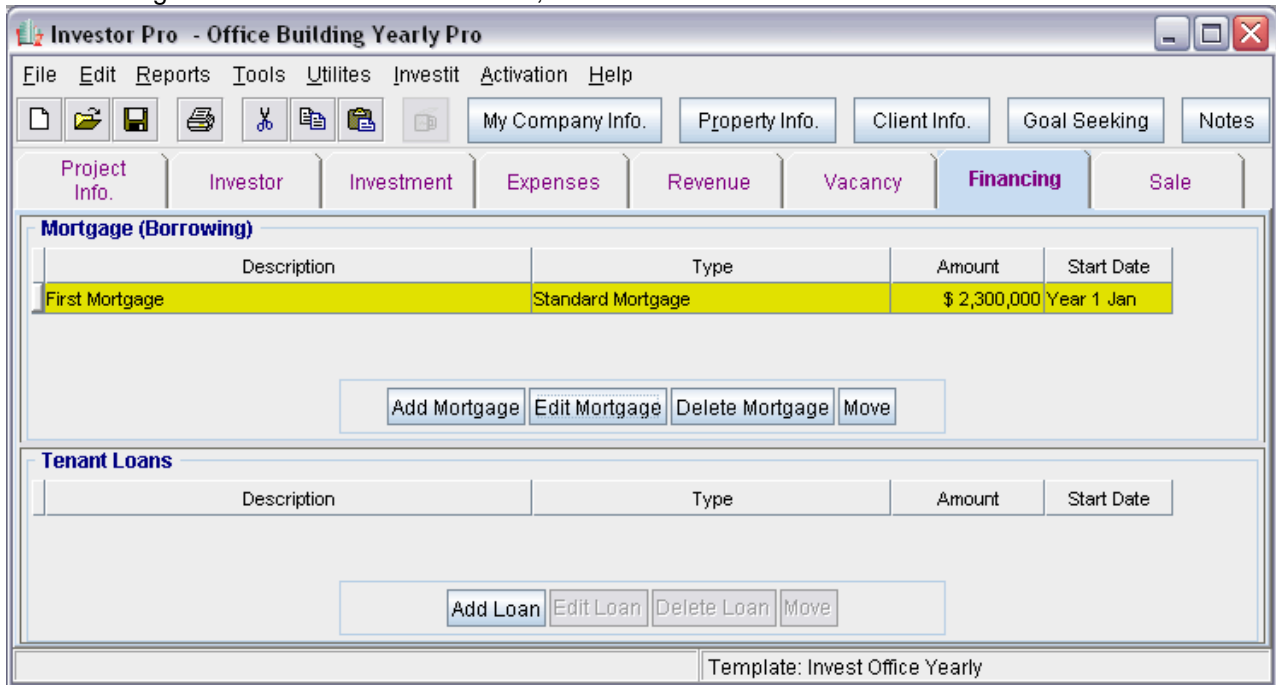 Investor Pro - Office Building Yearly Pro
File Edit Reports Tools Utilites Investit Activation Help
My Company Info. Property Info. Client Info. Goal Seeking Notes
Project Info. Investor Investment Expenses Revenue Vacancy Financing Sale
Mortgage (Borrowing)
Description Type Amount Start Date
First Mortgage Standard Mortgage $ 2,300,000 Year 1 Jan
Add Mortgage Edit Mortgage Delete Mortgage Move
Tenant Loans
Description Type Amount Start Date
Add Loan Edit Loan Delete Loan Move
Template: Invest Office Yearly